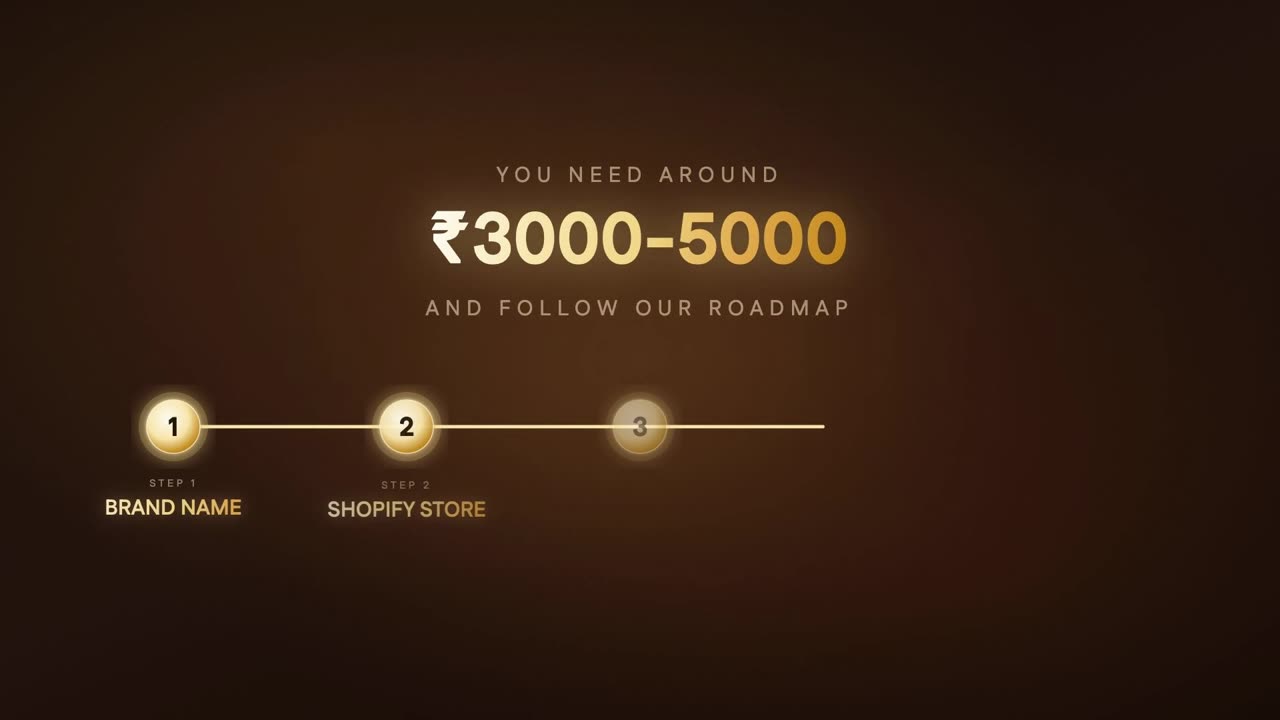 YOU NEED AROUND
₹3000-5000
AND FOLLOW OUR ROADMAP
1
2
3
STEP 1
STEP 2
BRAND NAME
SHOPIFY STORE